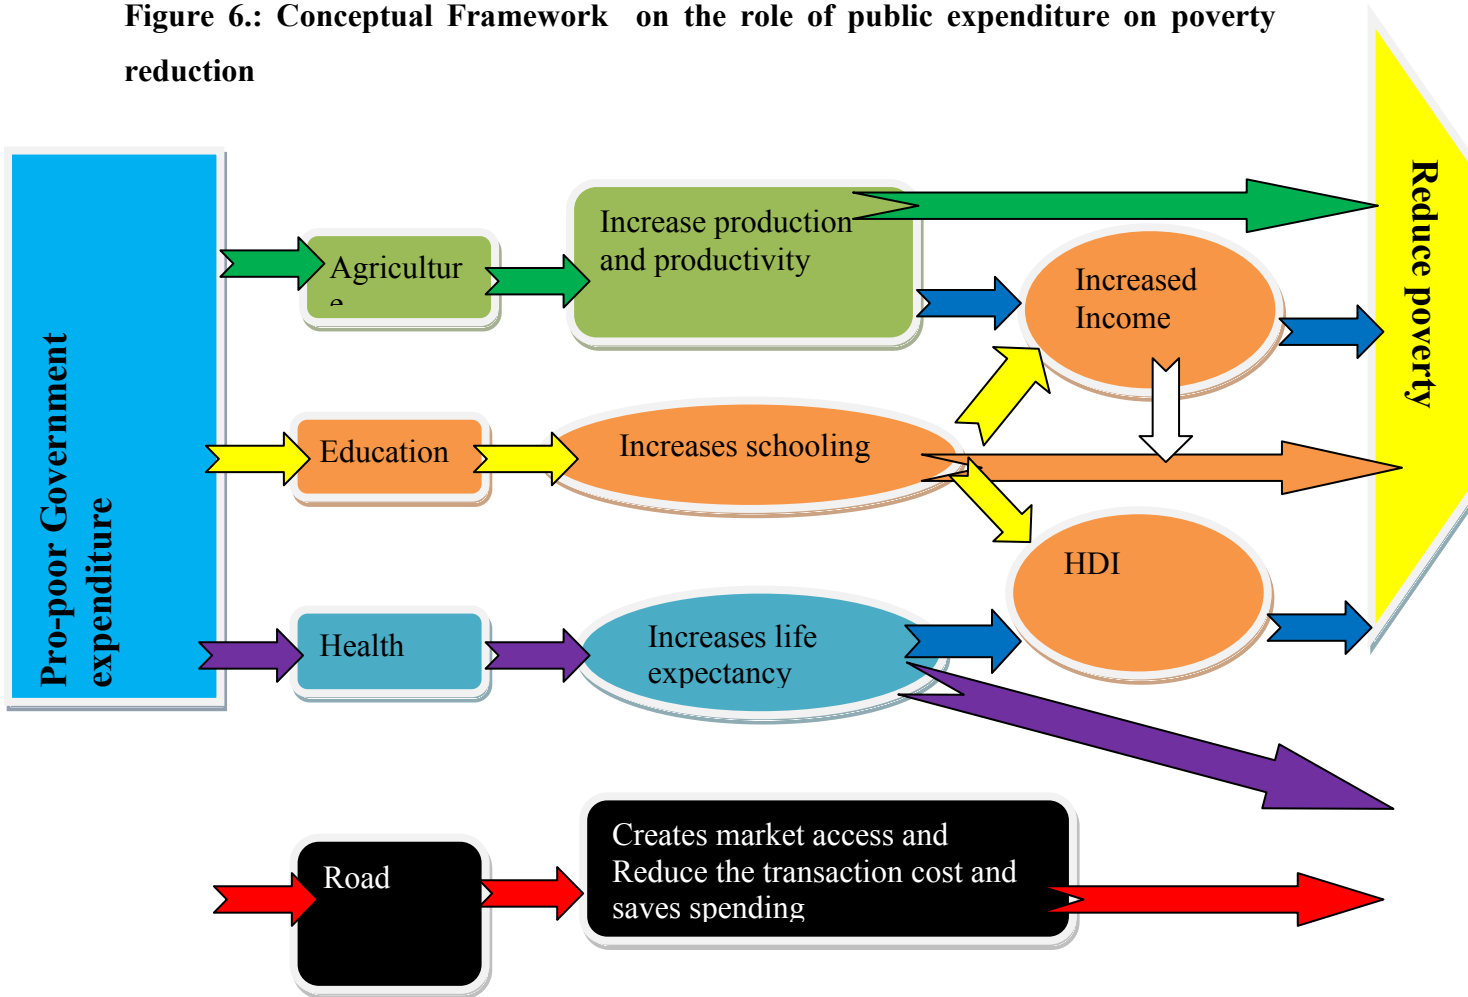 Figure 6.: Conceptual Framework on the role of public expenditure on poverty
reduction
Pro-poor Government
expenditure
Agricultur
e
Increase production
and productivity
Increased
Income
Reduce poverty
Education
Increases schooling
HDI
Health
Increases life
expectancy
Road
Creates market access and
Reduce the transaction cost and
saves spending